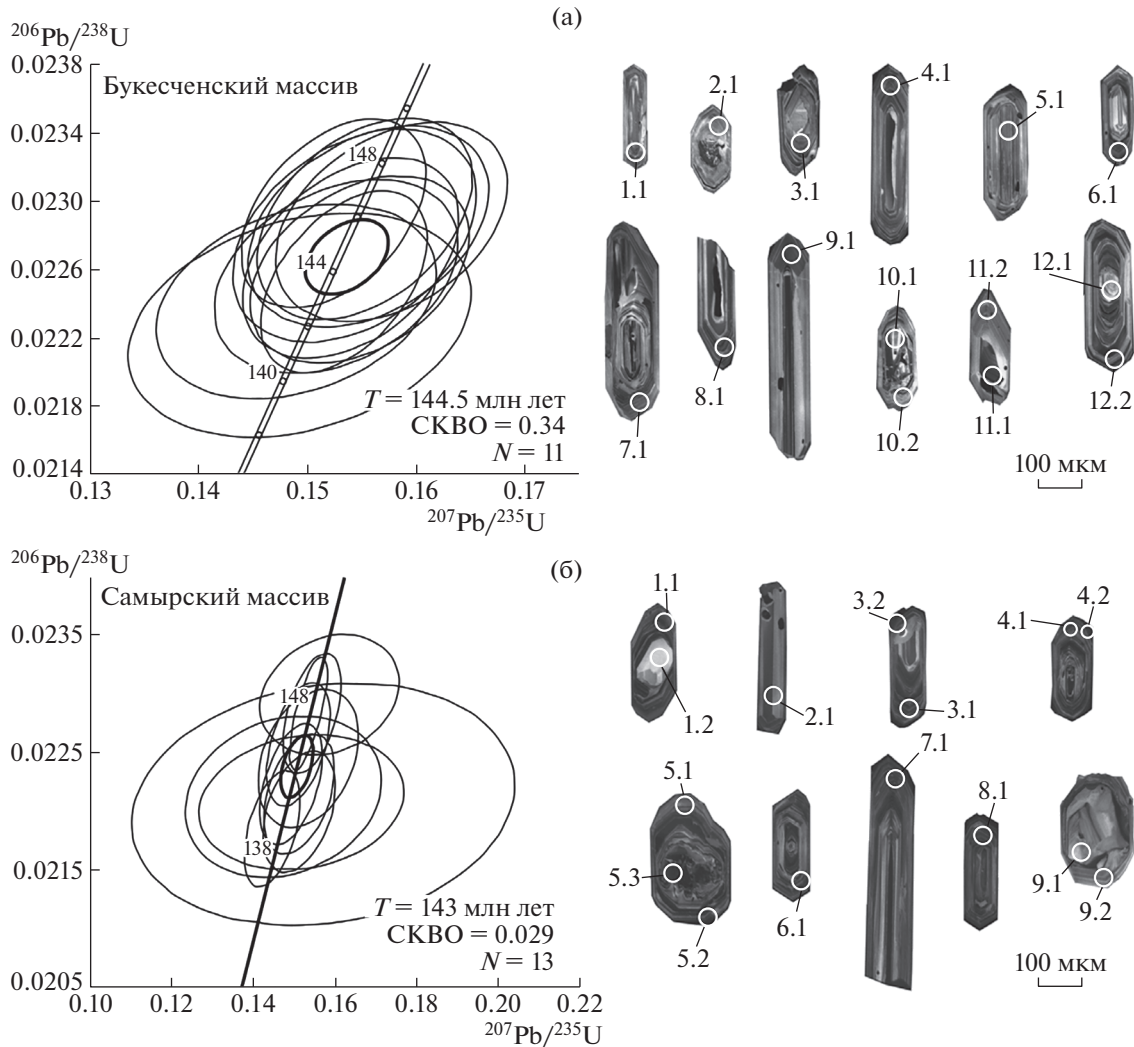 (а)
²⁰⁶Pb/²³⁸U
0.0238
0.0234
0.0230
0.0226
0.0222
0.0218
0.0214
Букесченский массив
148
144
140
T = 144.5 млн лет
СКВО = 0.34
N = 11
0.13 0.14 0.15 0.16 0.17
²⁰⁷Pb/²³⁵U
1.1 2.1 3.1 4.1 5.1 6.1
7.1 8.1 9.1 10.1 10.2 11.2 11.1 12.1 12.2
100 мкм
(б)
²⁰⁶Pb/²³⁸U
0.0235
0.0225
0.0215
0.0205
Самырский массив
148
138
T = 143 млн лет
СКВО = 0.029
N = 13
0.10 0.12 0.14 0.16 0.18 0.20 0.22
²⁰⁷Pb/²³⁵U
1.1 1.2 2.1 3.2 3.1 4.1 4.2
5.1 5.3 5.2 6.1 7.1 8.1 9.1 9.2
100 мкм